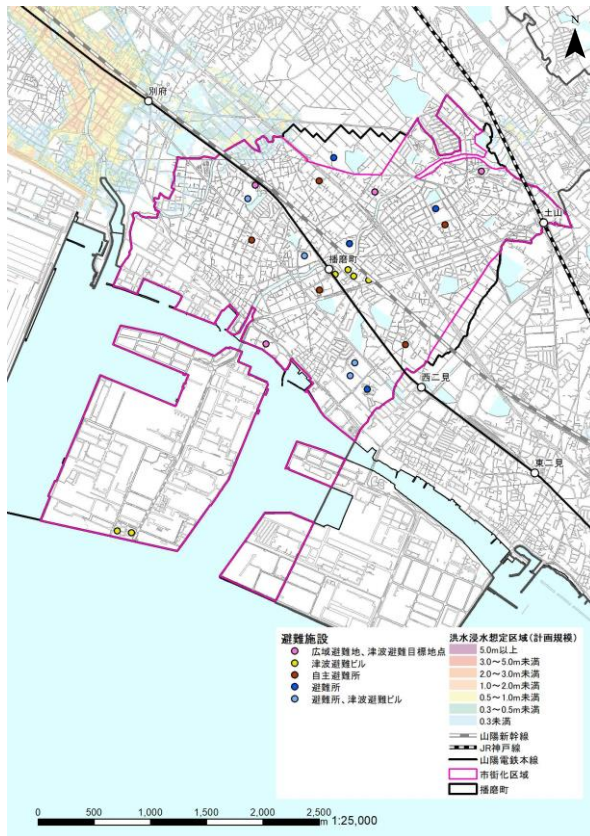 N
別府
土山
播磨町
西二見
東二見
避難施設
広域避難地、津波避難目標地点
津波避難ビル
自主避難所
避難所
避難所、津波避難ビル
洪水浸水想定区域(計画規模)
5.0m以上
3.0～5.0m未満
2.0～3.0m未満
1.0～2.0m未満
0.5～1.0m未満
0.3～0.5m未満
0.3未満
山陽新幹線
JR神戸線
山陽電鉄本線
市街化区域
播磨町
0 500 1,000 1,500 2,000 2,500
m 1:25,000